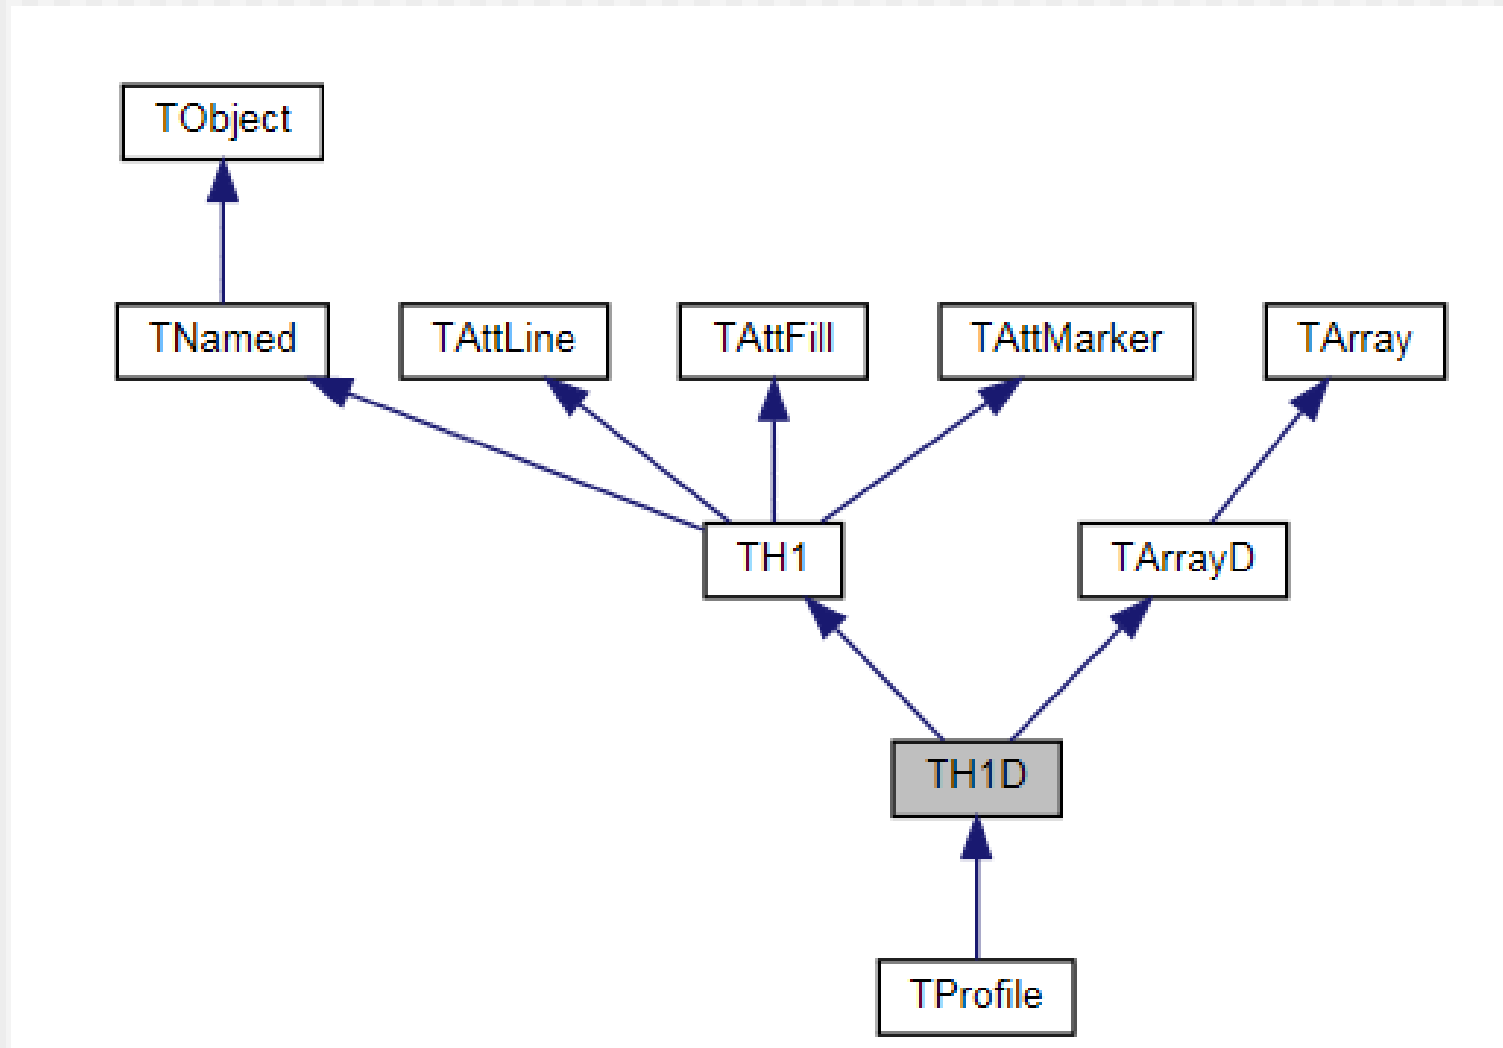 TObject
TNamed
TAttLine
TAttFill
TAttMarker
TArray
TH1
TArrayD
TH1D
TProfile